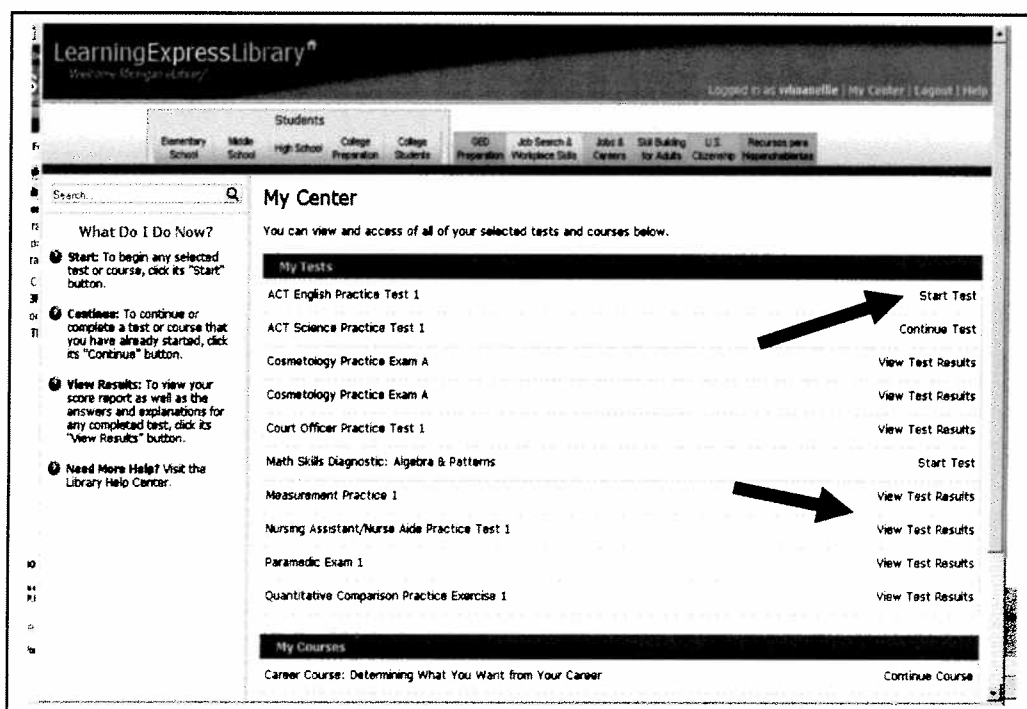 LearningExpressLibrary
Welcome Michigan eLibrary!
Logged in as | My Center | Logout | Help
Students
Elementary School
Middle School
High School
College Preparation
College Students
GED Preparation
Job Search & Workplace Skills
Jobs & Careers
Skill Building for Adults
U.S. Citizenship
Recursos para Hispanohablantes
Search...
What Do I Do Now?
Start: To begin any selected
test or course, click its "Start"
button.
Continue: To continue or
complete a test or course that
you have already started, click
its "Continue" button.
View Results: To view your
score report as well as the
answers and explanations for
any completed test, click its
"View Results" button.
Need More Help? Visit the
Library Help Center.
My Center
You can view and access of all of your selected tests and courses below.
My Tests
ACT English Practice Test 1 Start Test
ACT Science Practice Test 1 Continue Test
Cosmetology Practice Exam A View Test Results
Cosmetology Practice Exam A View Test Results
Court Officer Practice Test 1 View Test Results
Math Skills Diagnostic: Algebra & Patterns Start Test
Measurement Practice 1 View Test Results
Nursing Assistant/Nurse Aide Practice Test 1 View Test Results
Paramedic Exam 1 View Test Results
Quantitative Comparison Practice Exercise 1 View Test Results
My Courses
Career Course: Determining What You Want from Your Career Continue Course